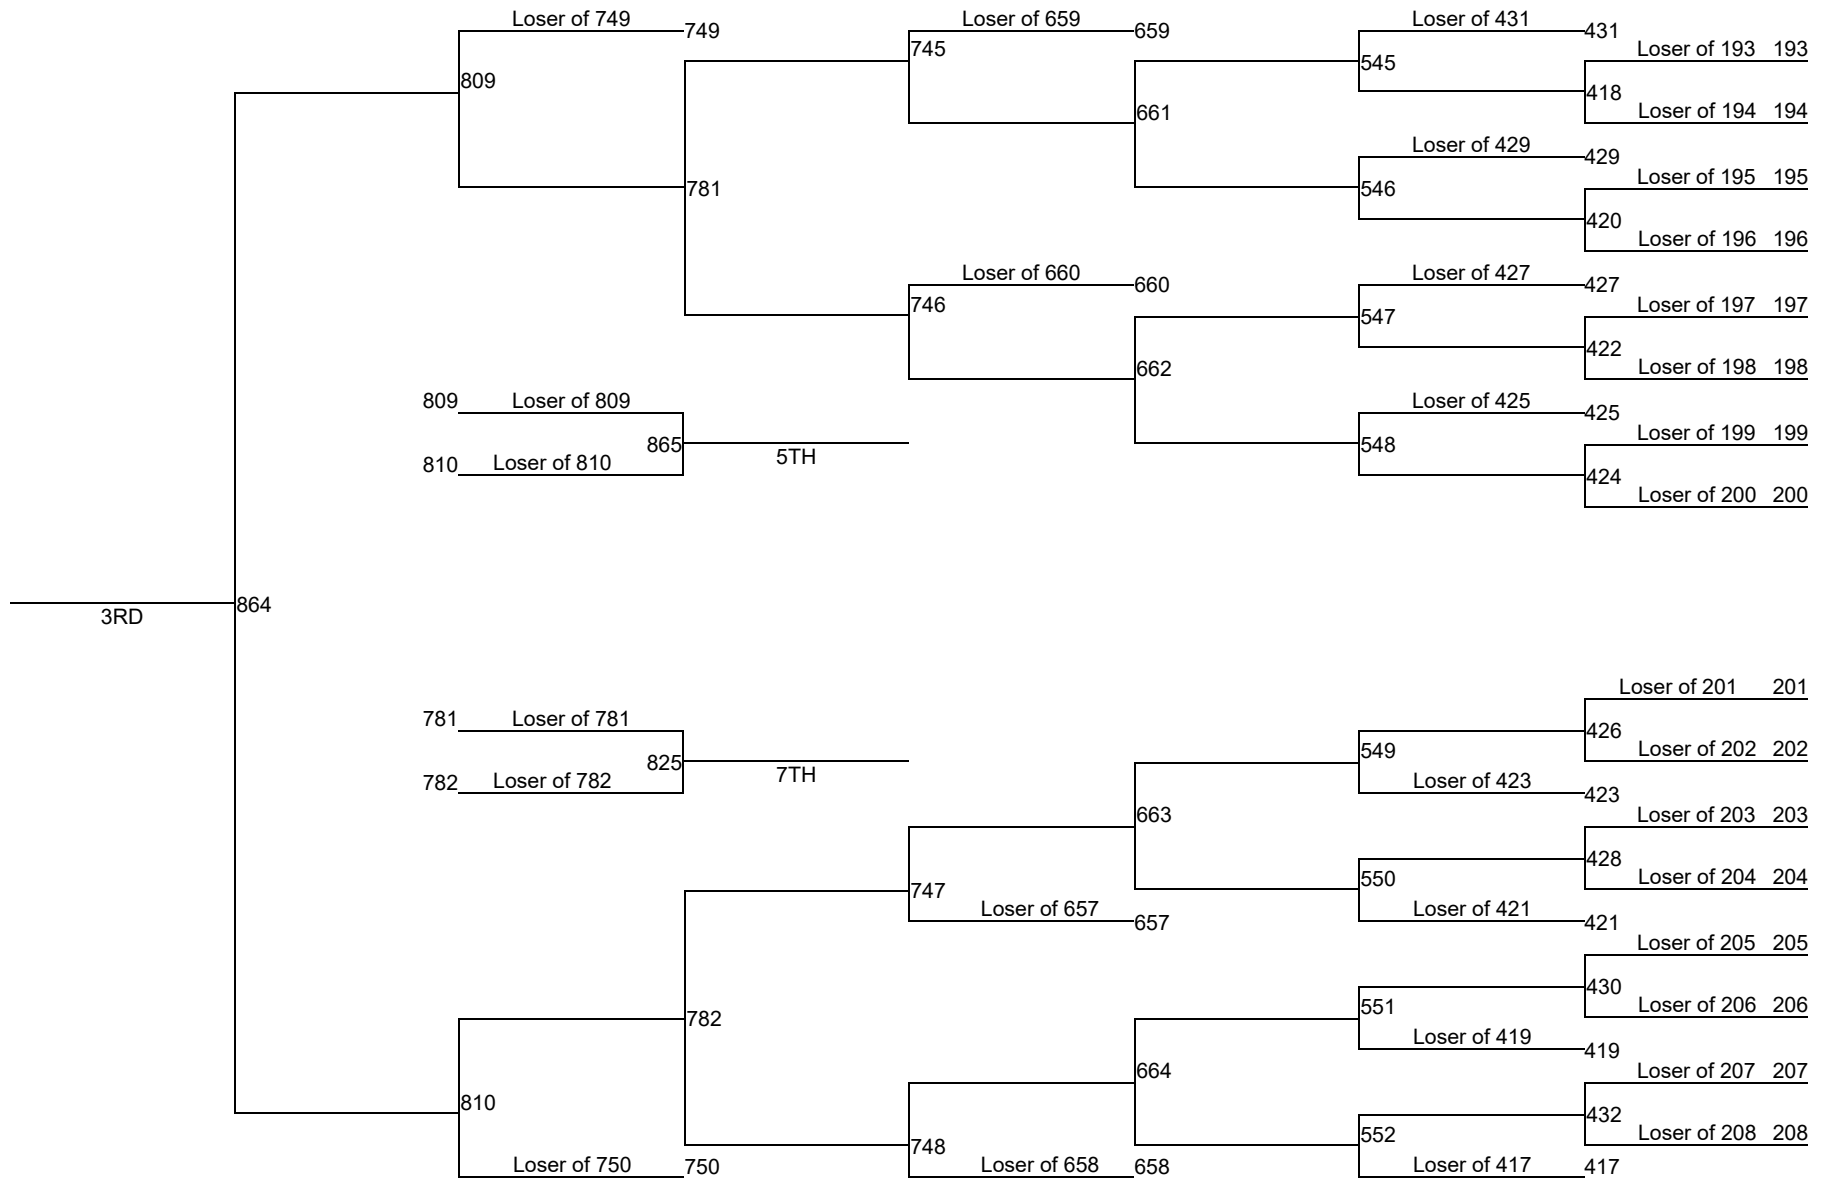 Loser of 749 749 Loser of 659 659 Loser of 431 431
745 Loser of 193 193
545
809
418
661 Loser of 194 194
Loser of 429 429
Loser of 195 195
781 546
420
Loser of 196 196
Loser of 660 660 Loser of 427 427
746 Loser of 197 197
547
422
662 Loser of 198 198
809 Loser of 809 Loser of 425 425
Loser of 199 199
865 548
5TH
810 Loser of 810
424
Loser of 200 200
864
3RD
Loser of 201 201
781 Loser of 781
426
549 Loser of 202 202
825
7TH
782 Loser of 782 Loser of 423 423
663 Loser of 203 203
428
550 Loser of 204 204
747
Loser of 657 657 Loser of 421 421
Loser of 205 205
430
551 Loser of 206 206
782
Loser of 419 419
664 Loser of 207 207
810
432
552 Loser of 208 208
748
Loser of 750 750 Loser of 658 658 Loser of 417 417